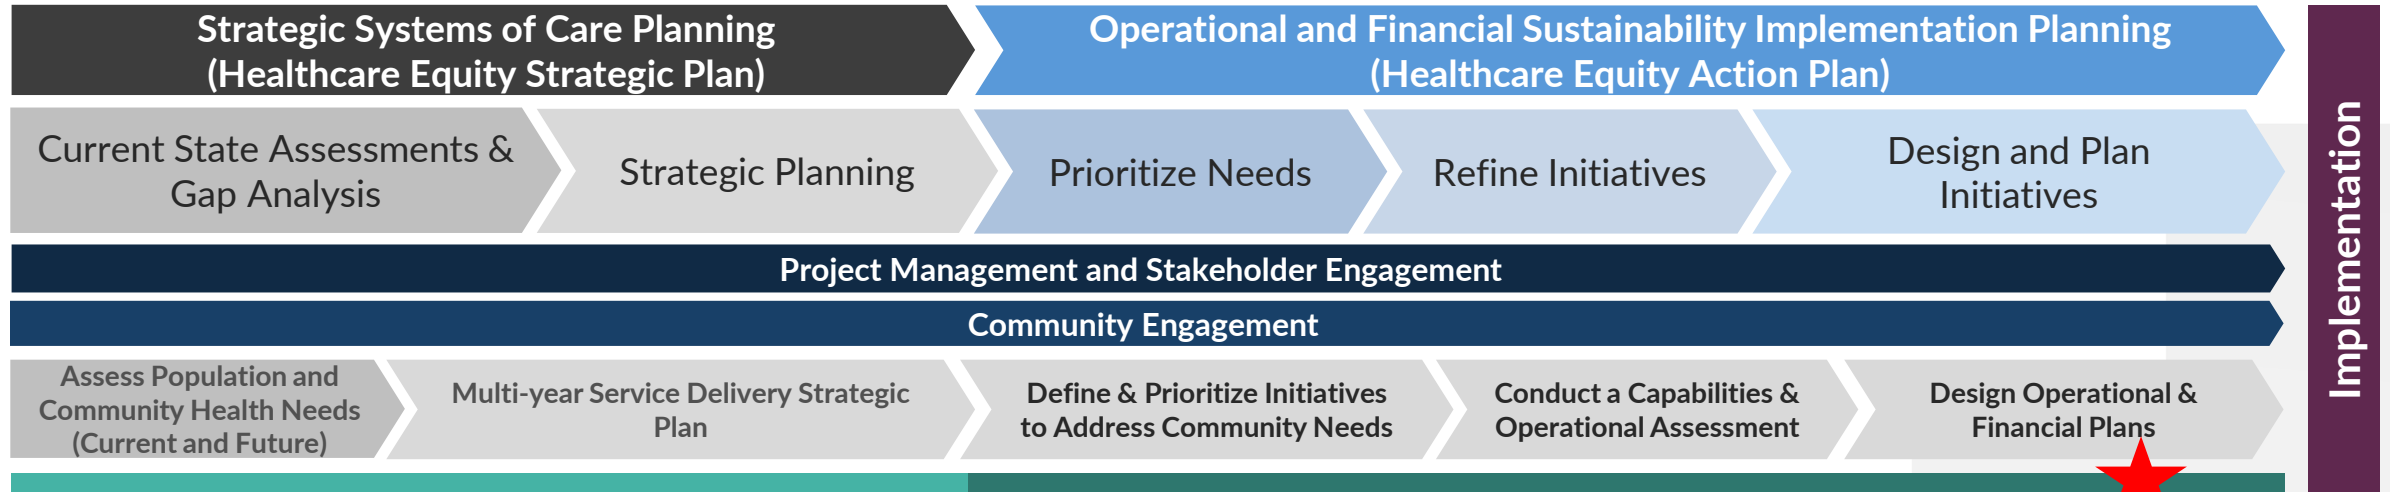 Strategic Systems of Care Planning
(Healthcare Equity Strategic Plan)
Operational and Financial Sustainability Implementation Planning
(Healthcare Equity Action Plan)
Current State Assessments &
Gap Analysis
Strategic Planning
Prioritize Needs
Refine Initiatives
Design and Plan
Initiatives
Project Management and Stakeholder Engagement
Community Engagement
Assess Population and
Community Health Needs
(Current and Future)
Multi-year Service Delivery Strategic
Plan
Define & Prioritize Initiatives
to Address Community Needs
Conduct a Capabilities &
Operational Assessment
Design Operational &
Financial Plans
Implementation